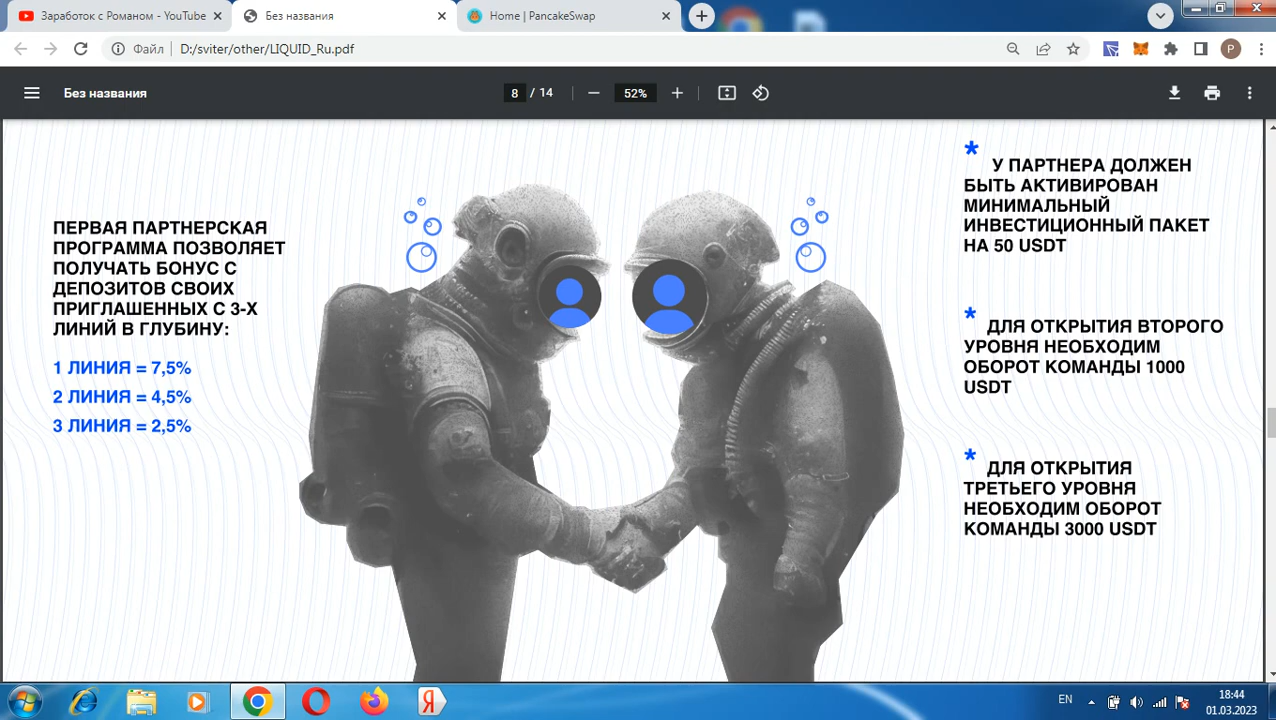 Заработок с Романом - YouTube
Без названия
Home | PancakeSwap
Файл
D:/sviter/other/LIQUID_Ru.pdf
P
Без названия
8 / 14
52%
ПЕРВАЯ ПАРТНЕРСКАЯ
ПРОГРАММА ПОЗВОЛЯЕТ
ПОЛУЧАТЬ БОНУС С
ДЕПОЗИТОВ СВОИХ
ПРИГЛАШЕННЫХ С 3-Х
ЛИНИЙ В ГЛУБИНУ:
1 ЛИНИЯ = 7,5%
2 ЛИНИЯ = 4,5%
3 ЛИНИЯ = 2,5%
* У ПАРТНЕРА ДОЛЖЕН
БЫТЬ АКТИВИРОВАН
МИНИМАЛЬНЫЙ
ИНВЕСТИЦИОННЫЙ ПАКЕТ
НА 50 USDT
* ДЛЯ ОТКРЫТИЯ ВТОРОГО
УРОВНЯ НЕОБХОДИМ
ОБОРОТ КОМАНДЫ 1000
USDT
* ДЛЯ ОТКРЫТИЯ
ТРЕТЬЕГО УРОВНЯ
НЕОБХОДИМ ОБОРОТ
КОМАНДЫ 3000 USDT
Я
EN
18:44
01.03.2023